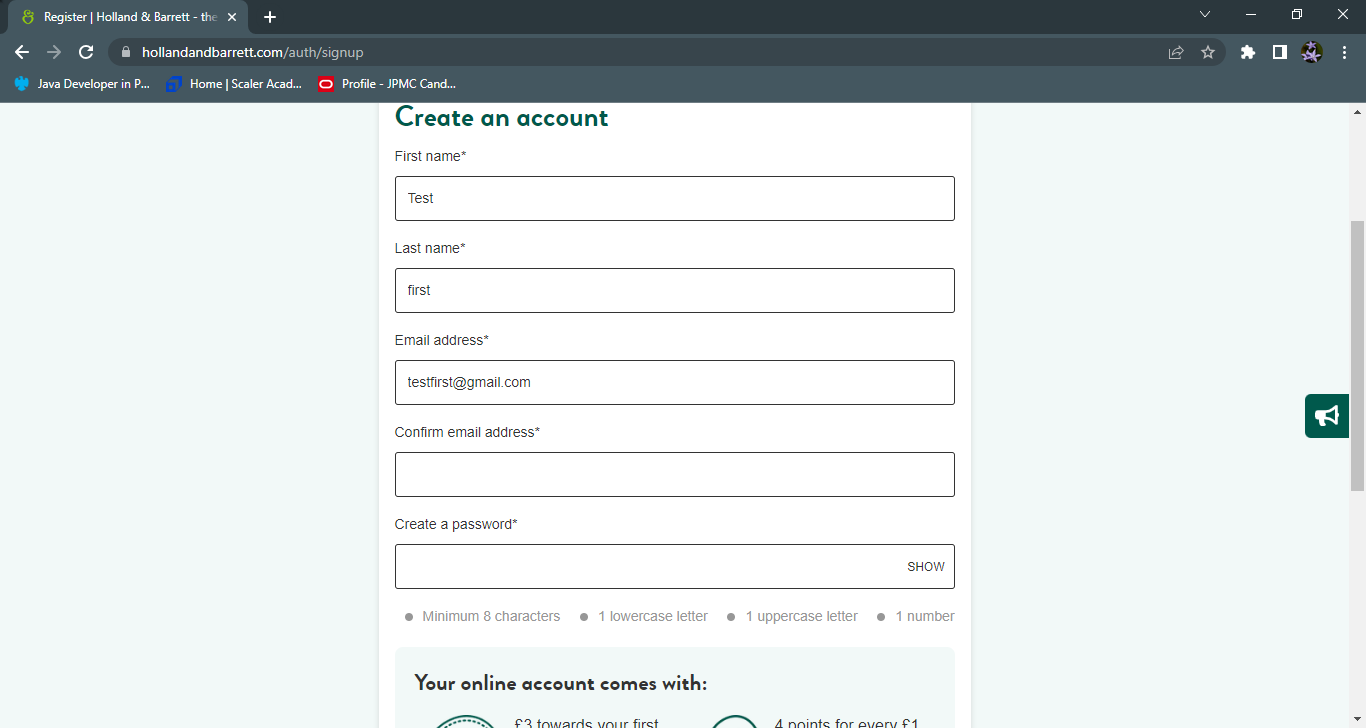 Register | Holland & Barrett - the
hollandandbarrett.com/auth/signup
Java Developer in P... Home | Scaler Acad... Profile - JPMC Cand...
Create an account
First name*
Test
Last name*
first
Email address*
testfirst@gmail.com
Confirm email address*
Create a password*
SHOW
Minimum 8 characters 1 lowercase letter 1 uppercase letter 1 number
Your online account comes with:
£3 towards your first 4 points for every £1